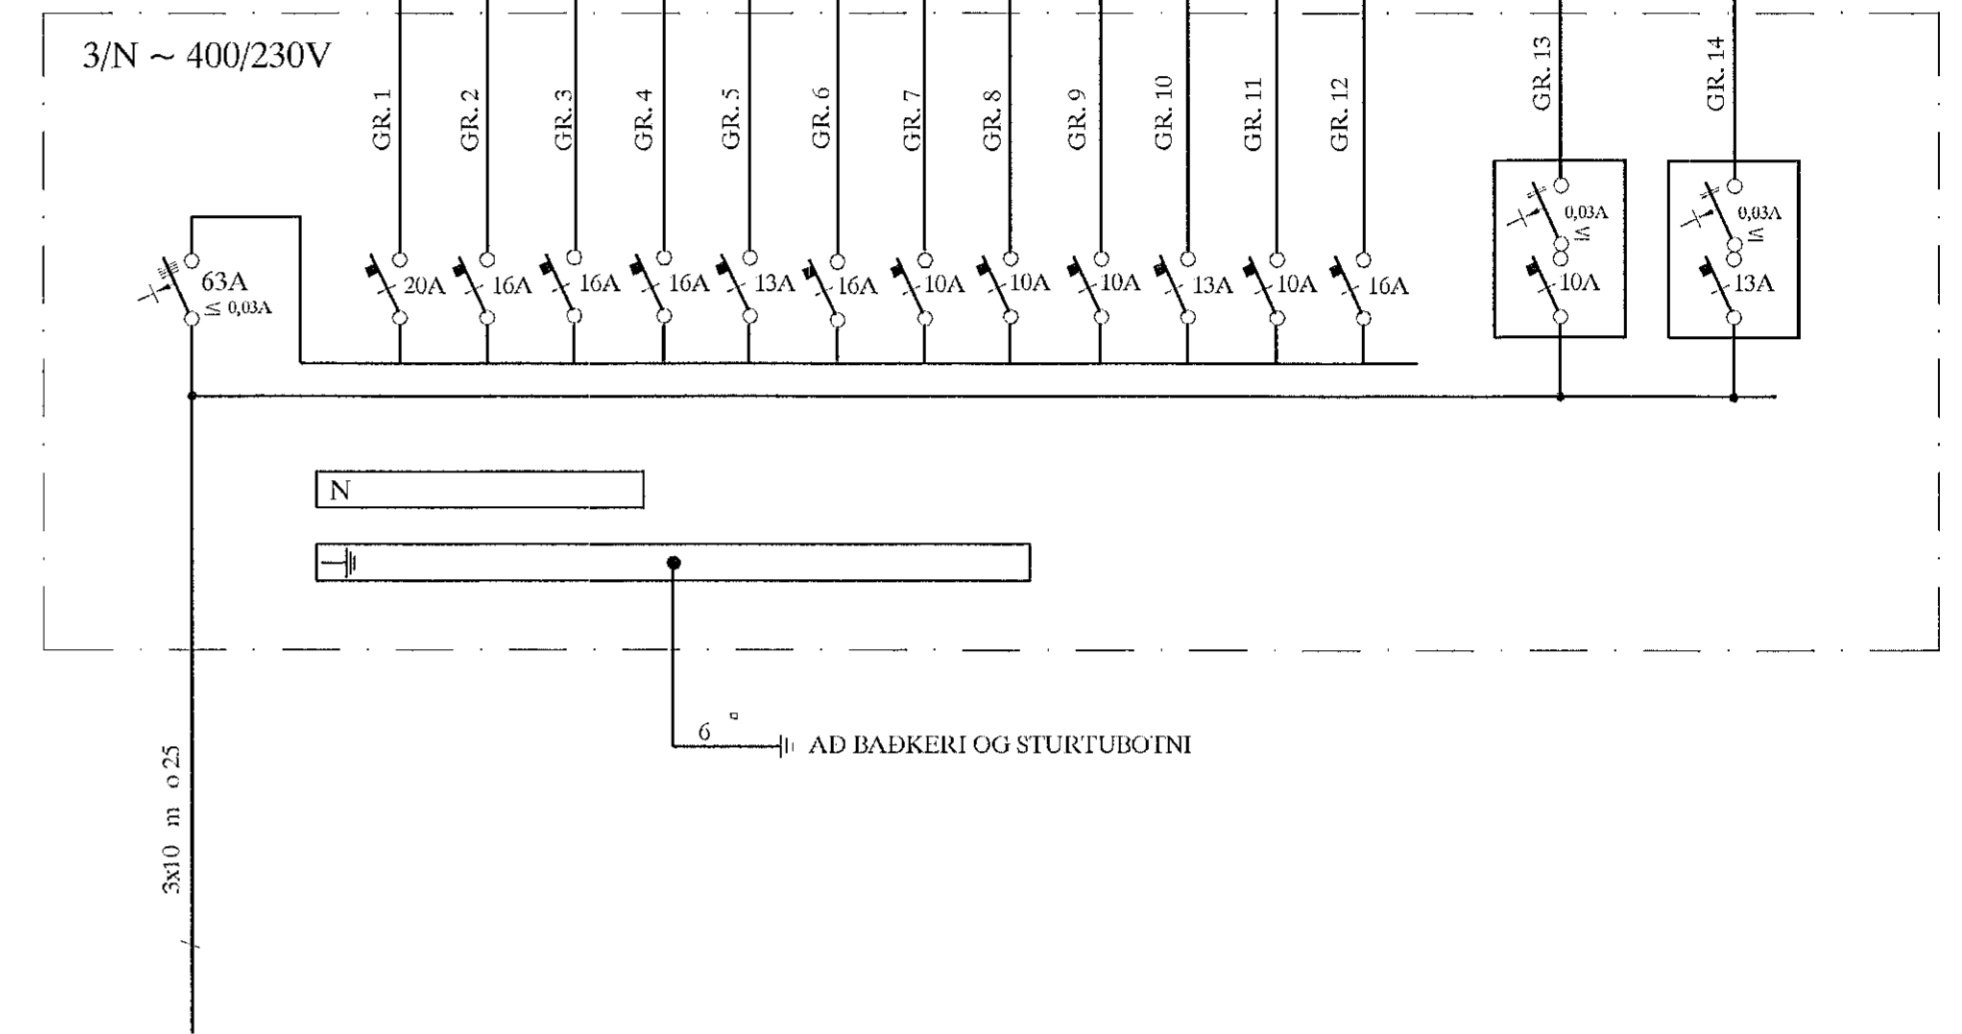 3/N ~ 400/230V
GR. 1
GR. 2
GR. 3
GR. 4
GR. 5
GR. 6
GR. 7
GR. 8
GR. 9
GR. 10
GR. 11
GR. 12
GR. 13
GR. 14
63A
≤ 0,03A
20A
16A
16A
16A
13A
16A
10A
10A
10A
13A
10A
16A
0,03A
≤
10A
0,03A
≤
13A
N
6 □
AÐ BAÐKERI OG STURTUBOTNI
3x10 m o 25